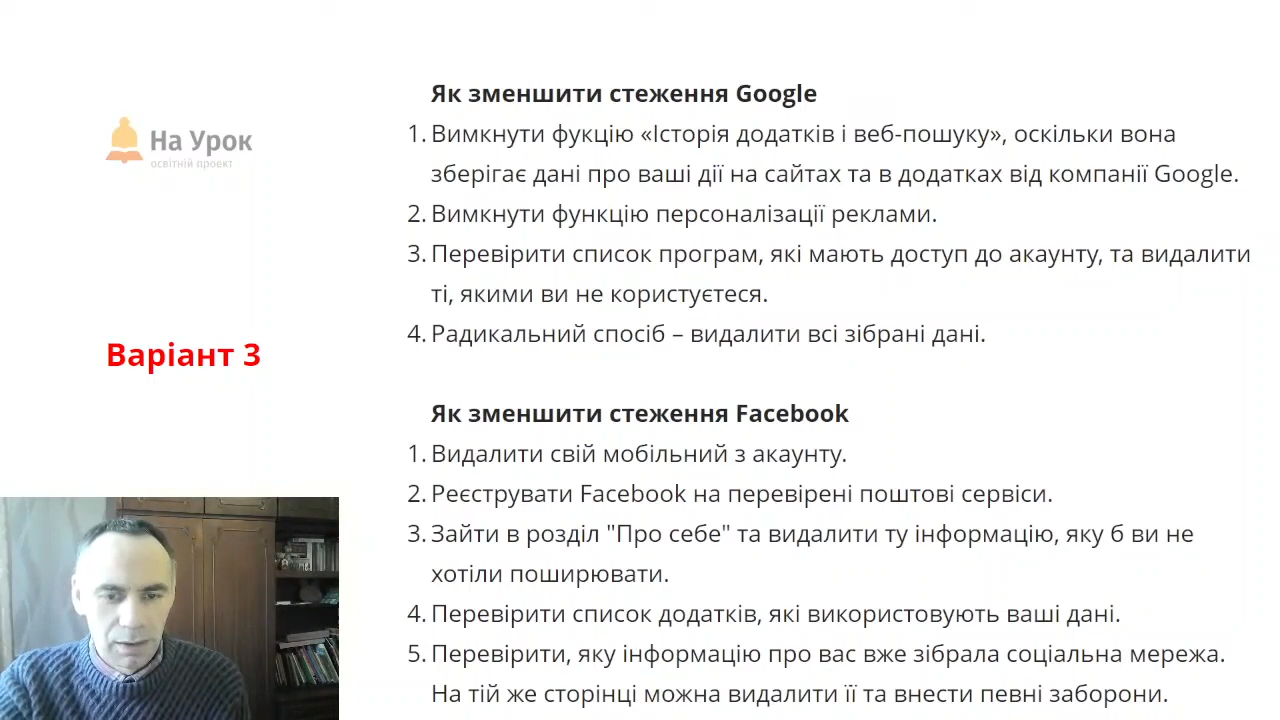 На Урок
освітній проект
Варіант 3
Як зменшити стеження Google
1. Вимкнути фукцію «Історія додатків і веб-пошуку», оскільки вона
зберігає дані про ваші дії на сайтах та в додатках від компанії Google.
2. Вимкнути функцію персоналізації реклами.
3. Перевірити список програм, які мають доступ до акаунту, та видалити
ті, якими ви не користуєтеся.
4. Радикальний спосіб – видалити всі зібрані дані.
Як зменшити стеження Facebook
1. Видалити свій мобільний з акаунту.
2. Реєструвати Facebook на перевірені поштові сервіси.
3. Зайти в розділ "Про себе" та видалити ту інформацію, яку б ви не
хотіли поширювати.
4. Перевірити список додатків, які використовують ваші дані.
5. Перевірити, яку інформацію про вас вже зібрала соціальна мережа.
На тій же сторінці можна видалити її та внести певні заборони.